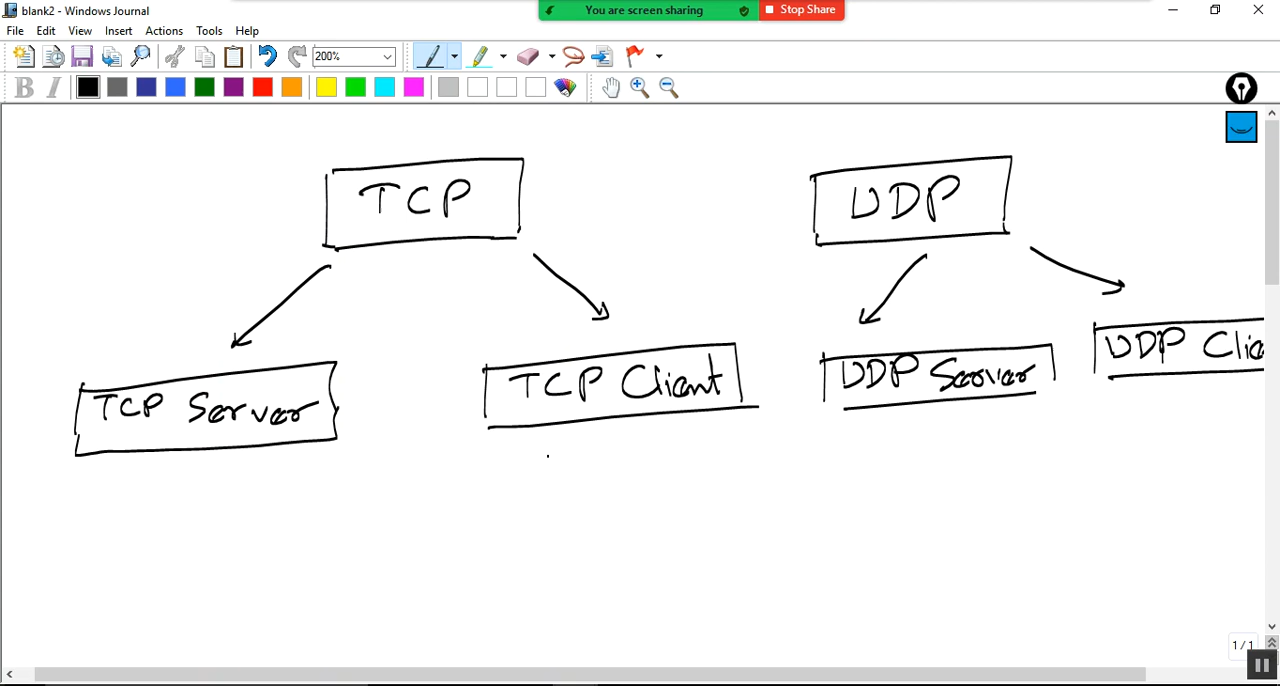 blank2 - Windows Journal
You are screen sharing
Stop Share
File Edit View Insert Actions Tools Help
200%
B I
TCP
UDP
TCP Server
TCP Client
UDP Server
UDP Clie
1/1